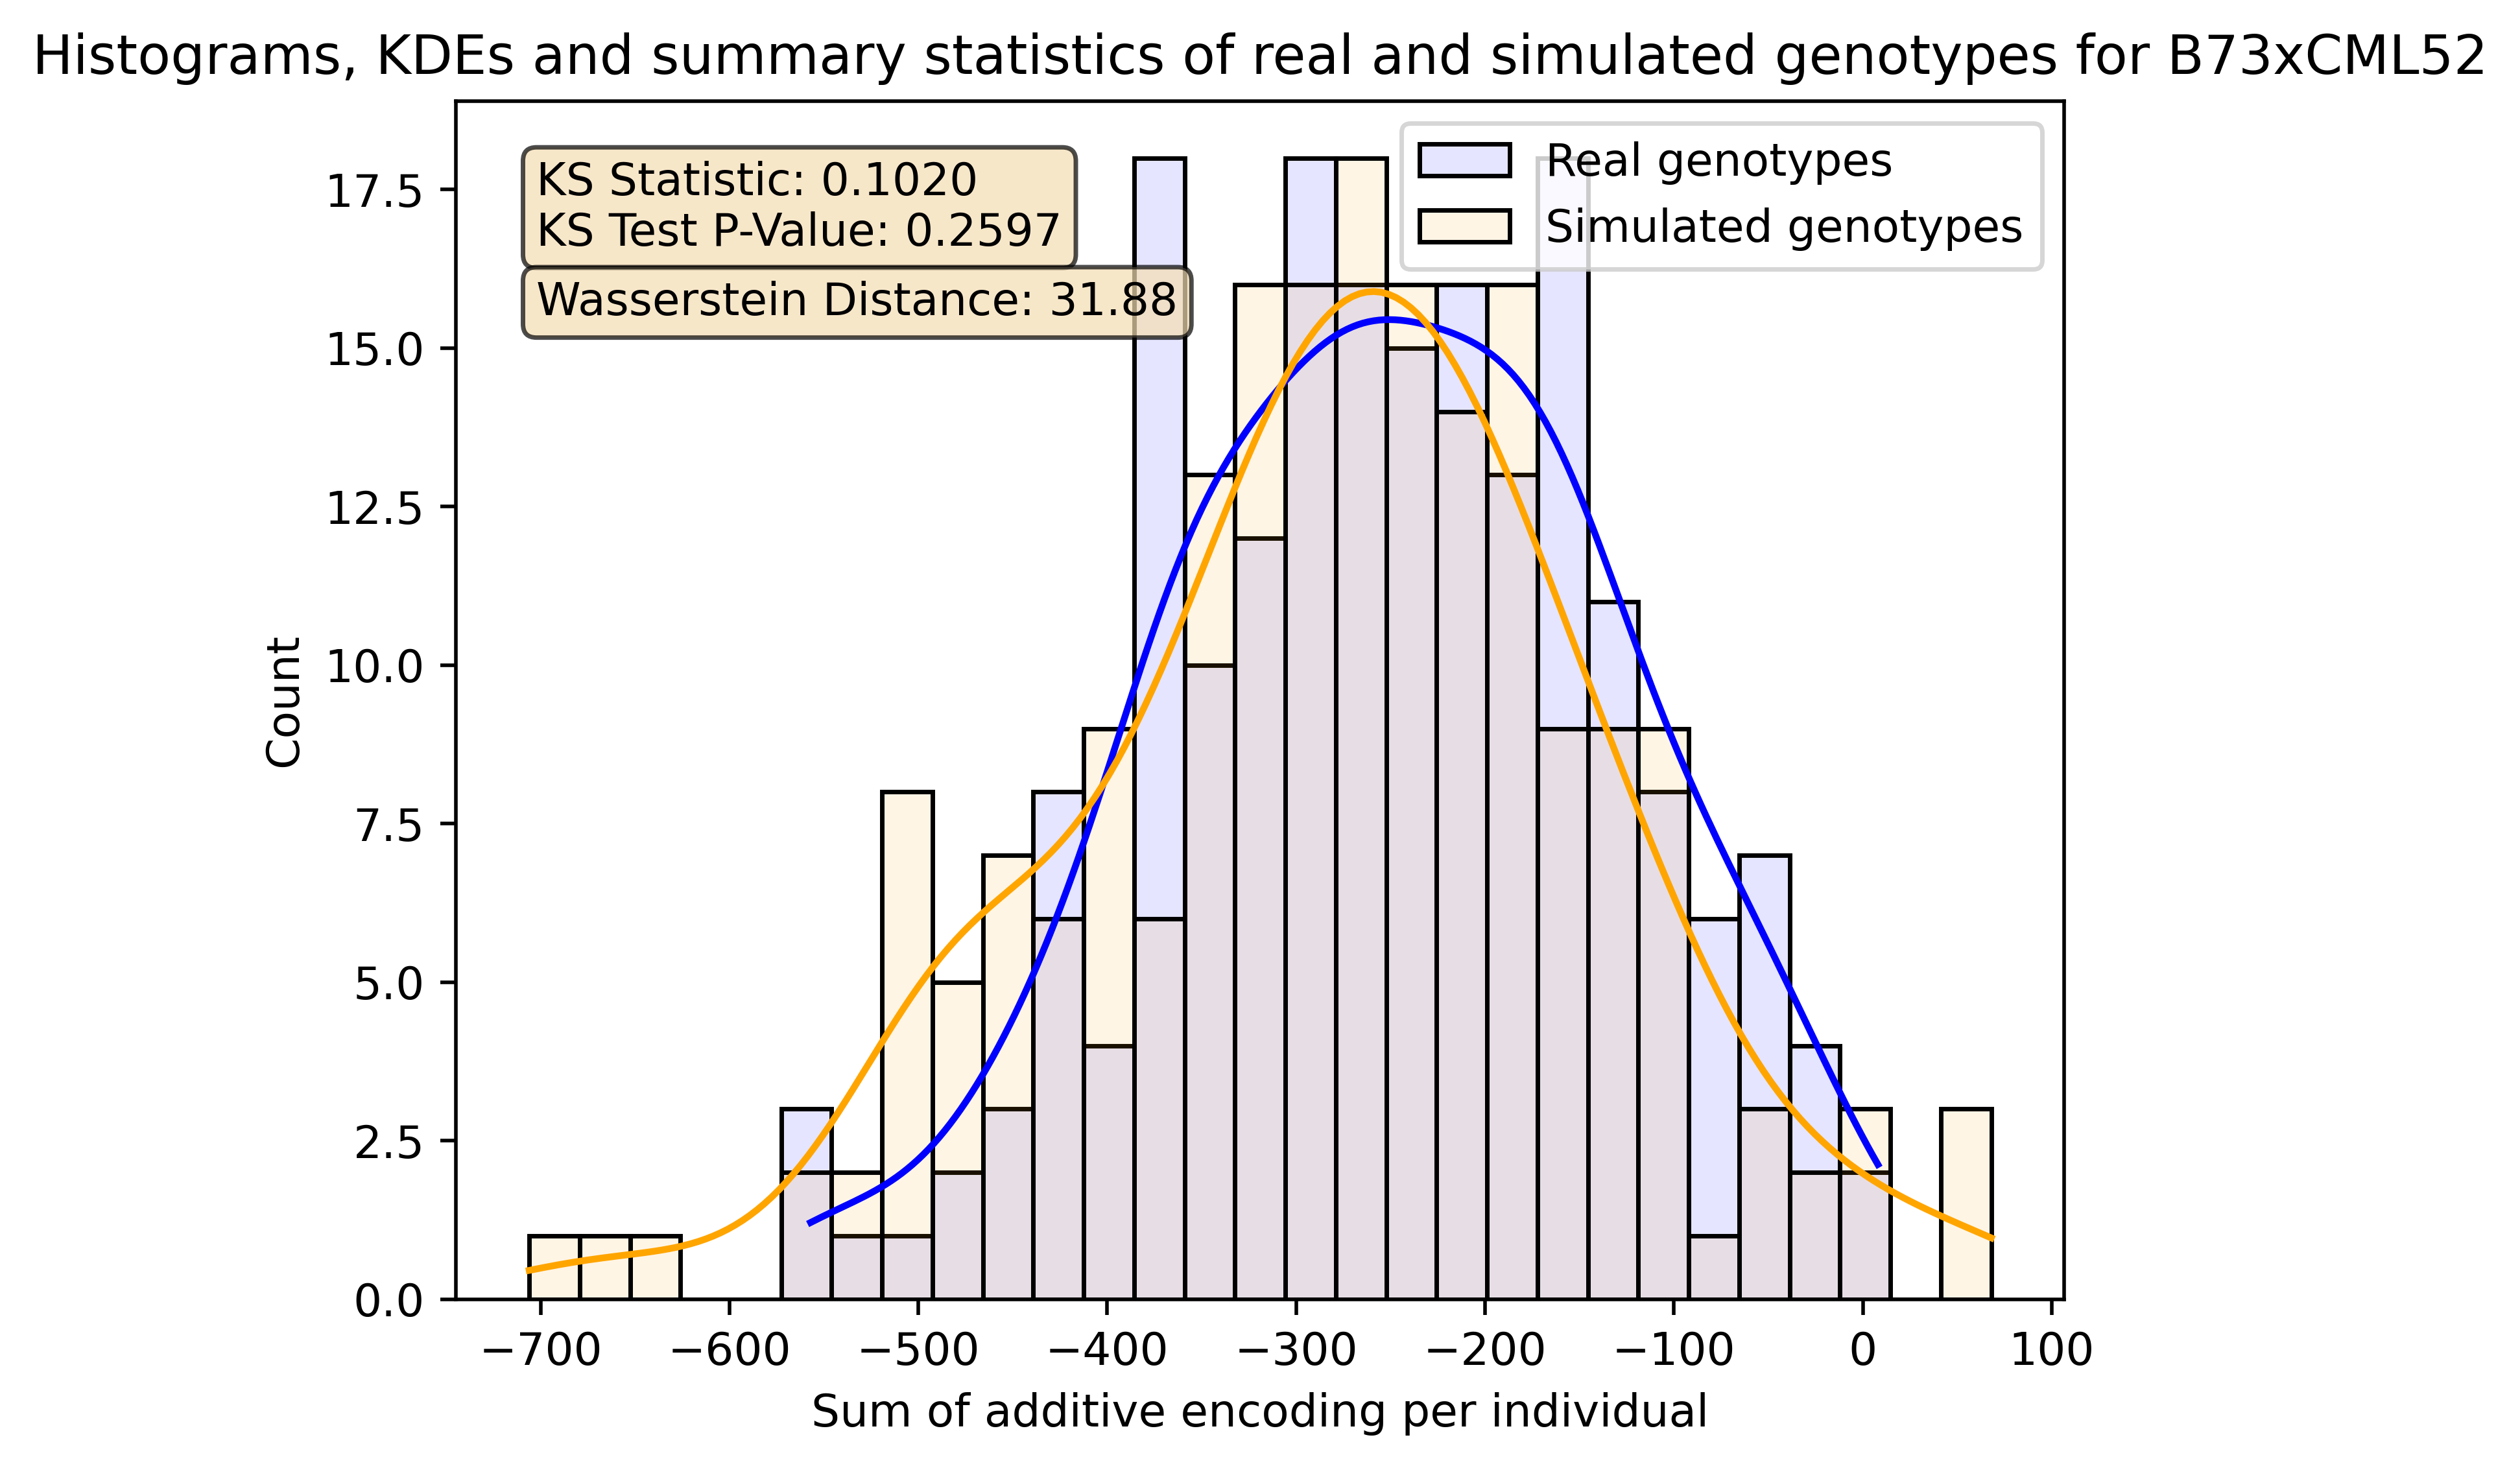 Histograms, KDEs and summary statistics of real and simulated genotypes for B73xCML52
KS Statistic: 0.1020
KS Test P-Value: 0.2597
Wasserstein Distance: 31.88
Real genotypes
Simulated genotypes
Count
17.5
15.0
12.5
10.0
7.5
5.0
2.5
0.0
−700 −600 −500 −400 −300 −200 −100 0 100
Sum of additive encoding per individual